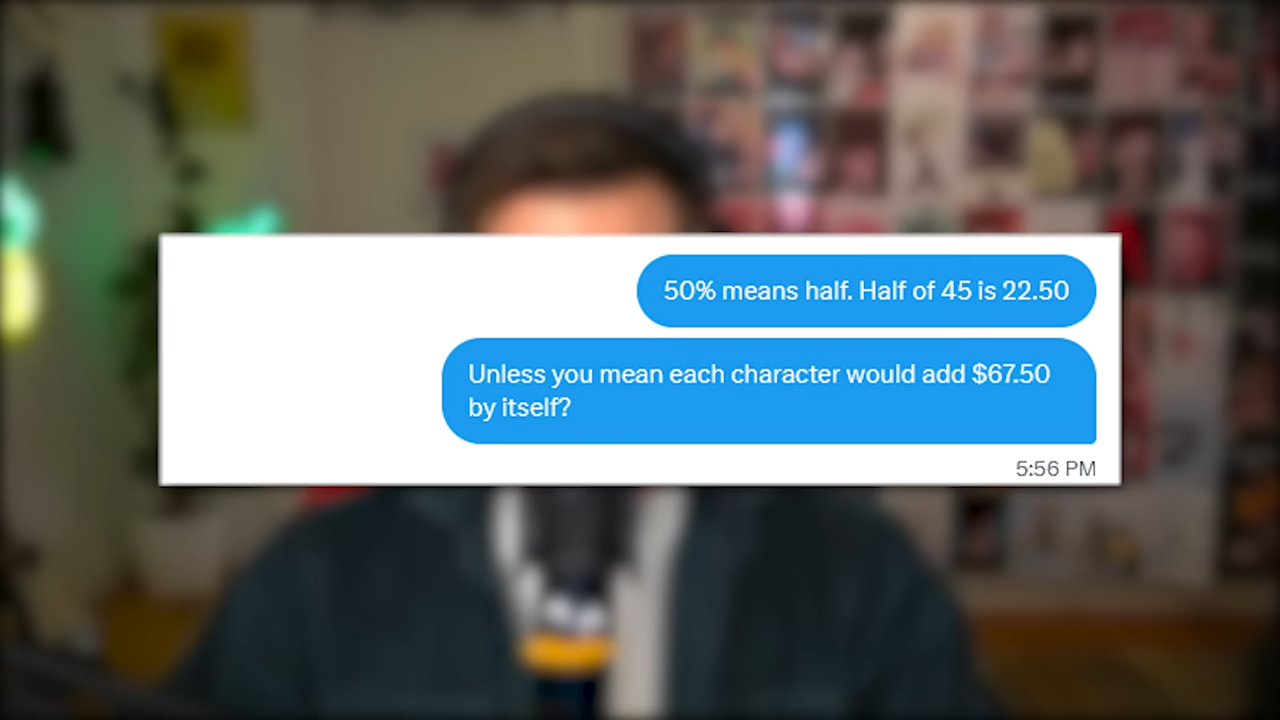 50% means half. Half of 45 is 22.50
Unless you mean each character would add $67.50
by itself?
5:56 PM